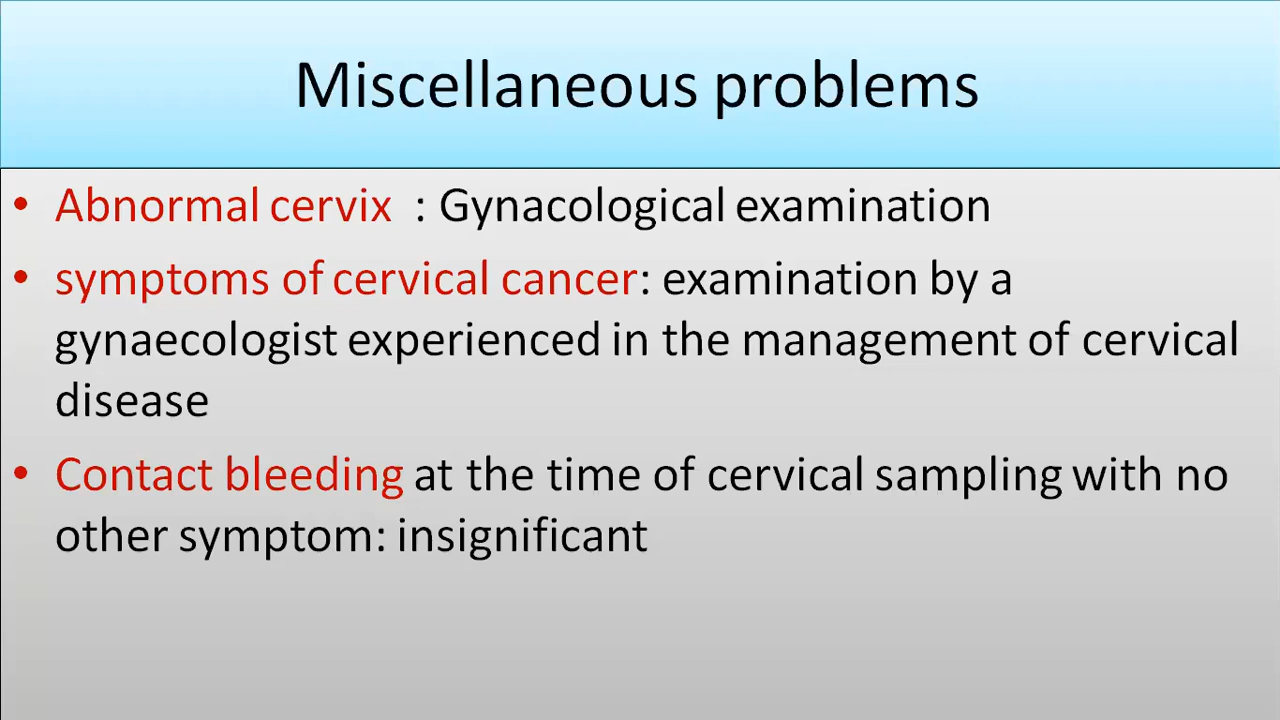 Miscellaneous problems
• Abnormal cervix : Gynacological examination
• symptoms of cervical cancer: examination by a
gynaecologist experienced in the management of cervical
disease
• Contact bleeding at the time of cervical sampling with no
other symptom: insignificant